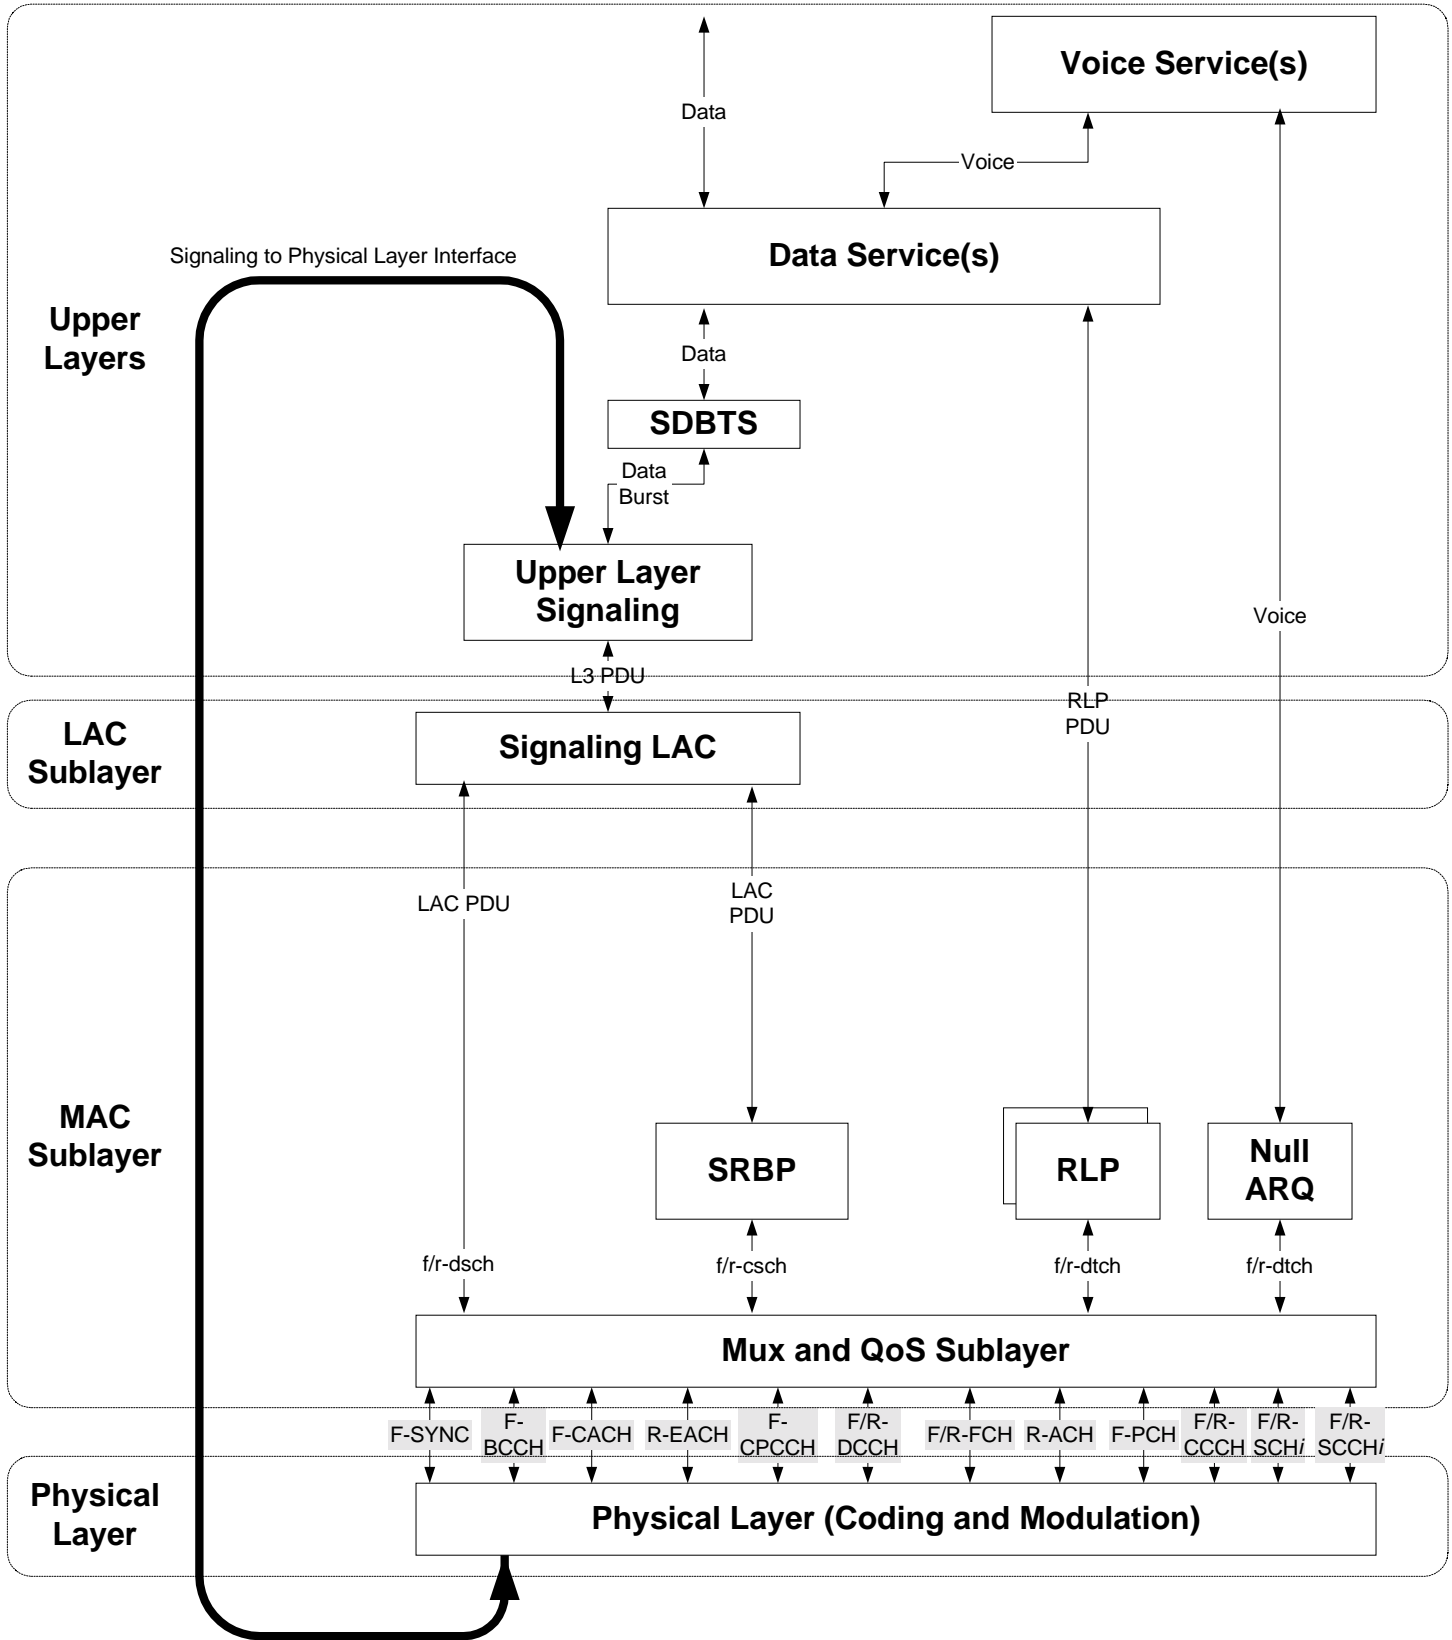 Voice Service(s)
Data
Voice
Data Service(s)
Signaling to Physical Layer Interface
Upper
Layers
Data
SDBTS
Data
Burst
Upper Layer
Signaling
Voice
L3 PDU
RLP
PDU
LAC
Sublayer
Signaling LAC
LAC PDU
LAC
PDU
MAC
Sublayer
SRBP
RLP
Null
ARQ
f/r-dsch
f/r-csch
f/r-dtch
f/r-dtch
Mux and QoS Sublayer
F-SYNC
F-
BCCH
F-CACH
R-EACH
F-
CPCCH
F/R-
DCCH
F/R-FCH
R-ACH
F-PCH
F/R-
CCCH
F/R-
SCHi
F/R-
SCCHi
Physical
Layer
Physical Layer (Coding and Modulation)